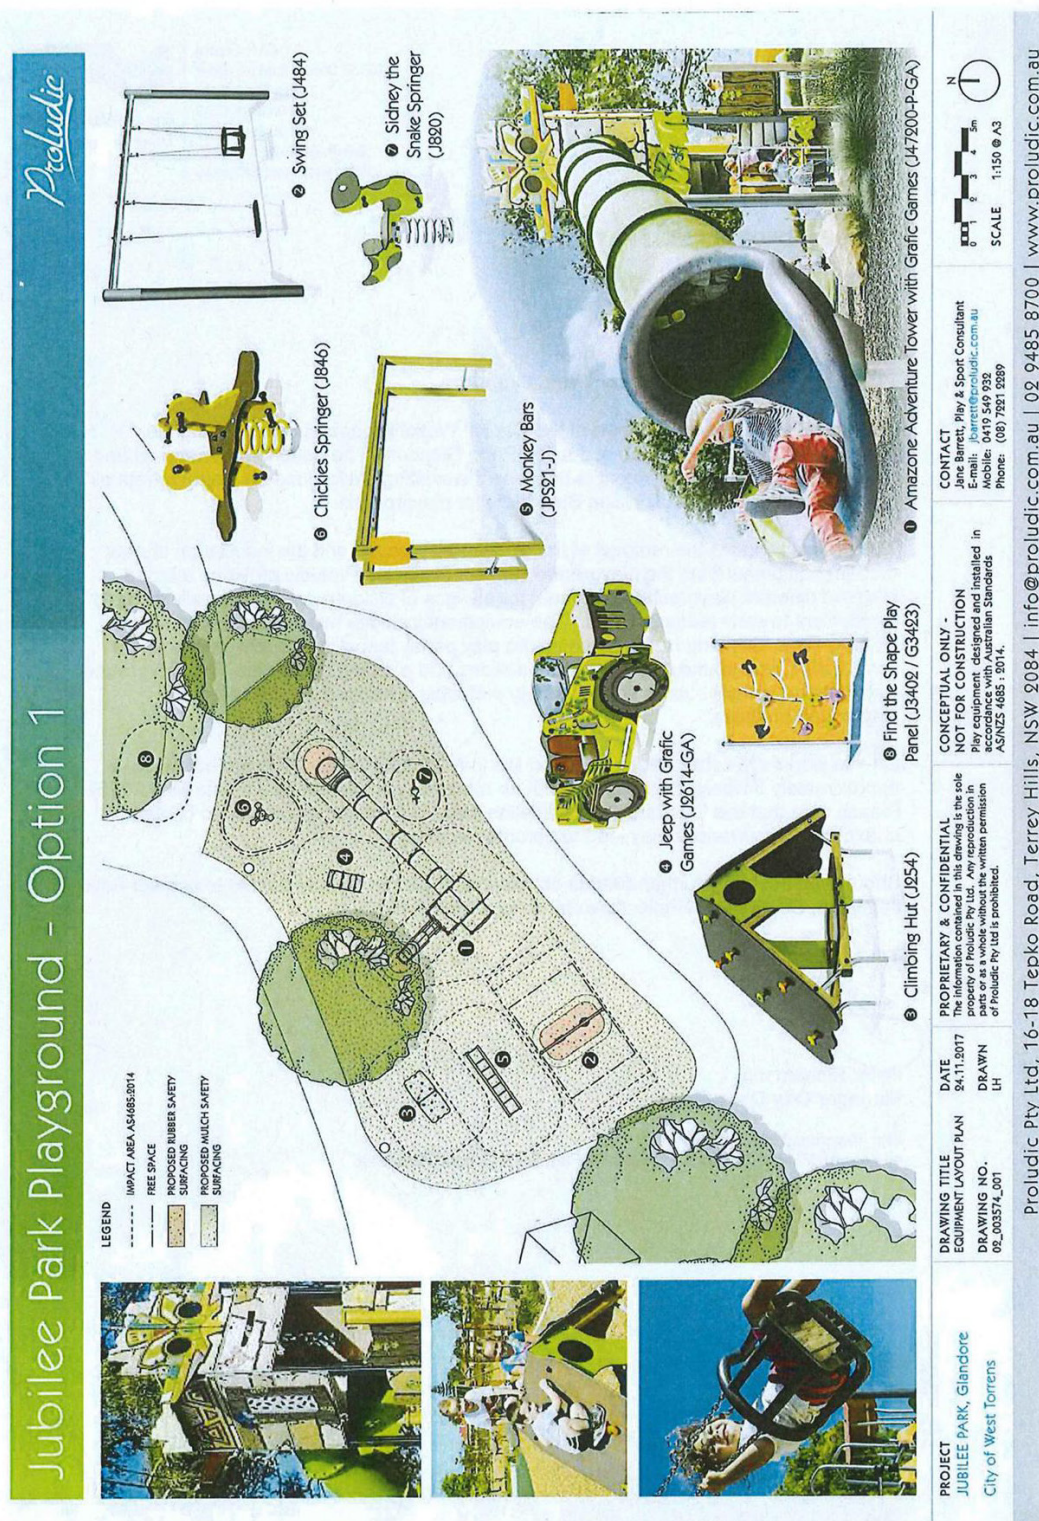 Jubilee Park Playground - Option 1
Proludic
LEGEND
IMPACT AREA AS4685:2014
FREE SPACE
PROPOSED RUBBER SAFETY
SURFACING
PROPOSED MULCH SAFETY
SURFACING
8
6
7
4
1
3
5
2
6 Chickies Springer (J846)
2 Swing Set (J484)
7 Sidney the
Snake Springer
(J820)
5 Monkey Bars
(JPS21-J)
4 Jeep with Grafic
Games (J2614-GA)
3 Climbing Hut (J254)
8 Find the Shape Play
Panel (J3402 / G3423)
1 Amazone Adventure Tower with Grafic Games (J47200-P-GA)
PROJECT
JUBILEE PARK, Glandore
City of West Torrens
DRAWING TITLE
EQUIPMENT LAYOUT PLAN
DRAWING NO.
02_003574_001
DATE
24.11.2017
DRAWN
LH
PROPRIETARY & CONFIDENTIAL
The information contained in this drawing is the sole
property of Proludic Pty Ltd. Any reproduction in
parts or as a whole without the written permission
of Proludic Pty Ltd is prohibited.
CONCEPTUAL ONLY -
NOT FOR CONSTRUCTION
Play equipment designed and installed in
accordance with Australian Standards
AS/NZS 4685 : 2014.
CONTACT
Jane Barrett, Play & Sport Consultant
E-mail: jbarrett@proludic.com.au
Mobile: 0419 549 932
Phone: (08) 7221 2289
0 1 2 3 4 5m
SCALE 1:150 @ A3
N
Proludic Pty Ltd, 16-18 Tepko Road, Terrey Hills, NSW 2084 | info@proludic.com.au | 02 9485 8700 | www.proludic.com.au